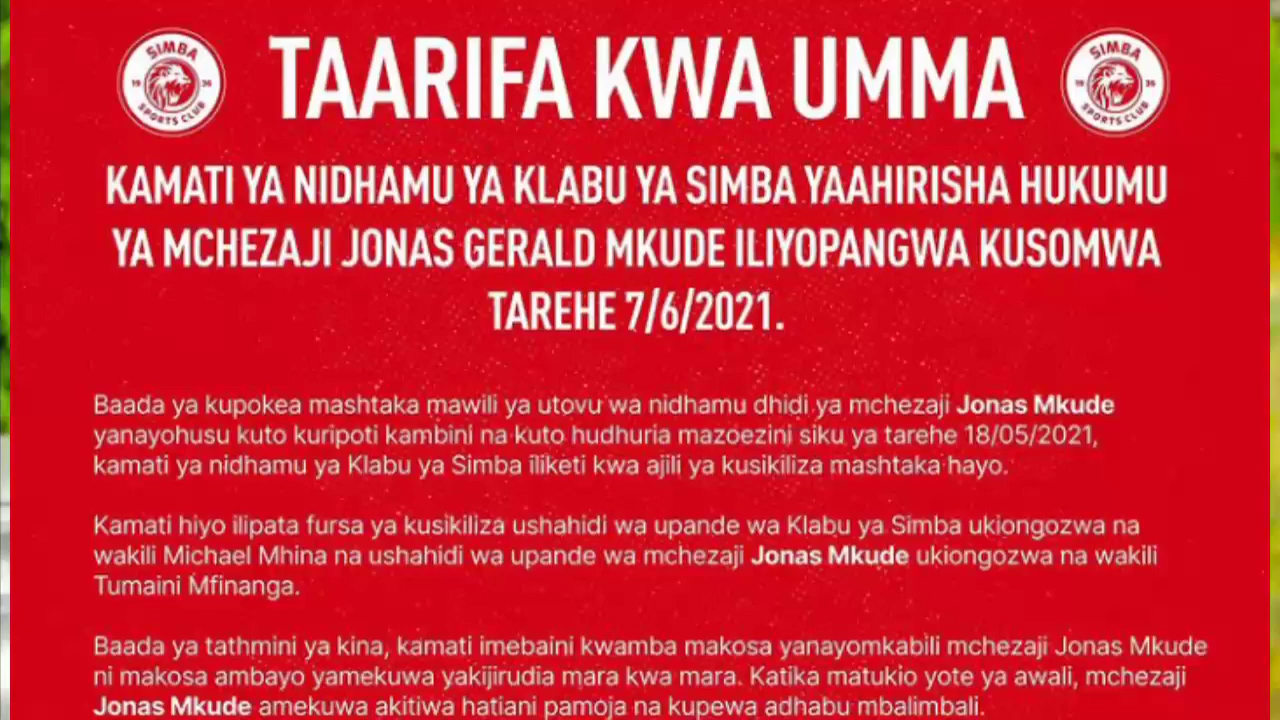 SIMBA
19 36
SPORTS CLUB
TAARIFA KWA UMMA
SIMBA
19 36
SPORTS CLUB
KAMATI YA NIDHAMU YA KLABU YA SIMBA YAAHIRISHA HUKUMU
YA MCHEZAJI JONAS GERALD MKUDE ILIYOPANGWA KUSOMWA
TAREHE 7/6/2021.
Baada ya kupokea mashtaka mawili ya utovu wa nidhamu dhidi ya mchezaji Jonas Mkude
yanayohusu kuto kuripoti kambini na kuto hudhuria mazoezini siku ya tarehe 18/05/2021,
kamati ya nidhamu ya Klabu ya Simba iliketi kwa ajili ya kusikiliza mashtaka hayo.
Kamati hiyo ilipata fursa ya kusikiliza ushahidi wa upande wa Klabu ya Simba ukiongozwa na
wakili Michael Mhina na ushahidi wa upande wa mchezaji Jonas Mkude ukiongozwa na wakili
Tumaini Mfinanga.
Baada ya tathmini ya kina, kamati imebaini kwamba makosa yanayomkabili mchezaji Jonas Mkude
ni makosa ambayo yamekuwa yakijirudia mara kwa mara. Katika matukio yote ya awali, mchezaji
Jonas Mkude amekuwa akitiwa hatiani pamoja na kupewa adhabu mbalimbali.